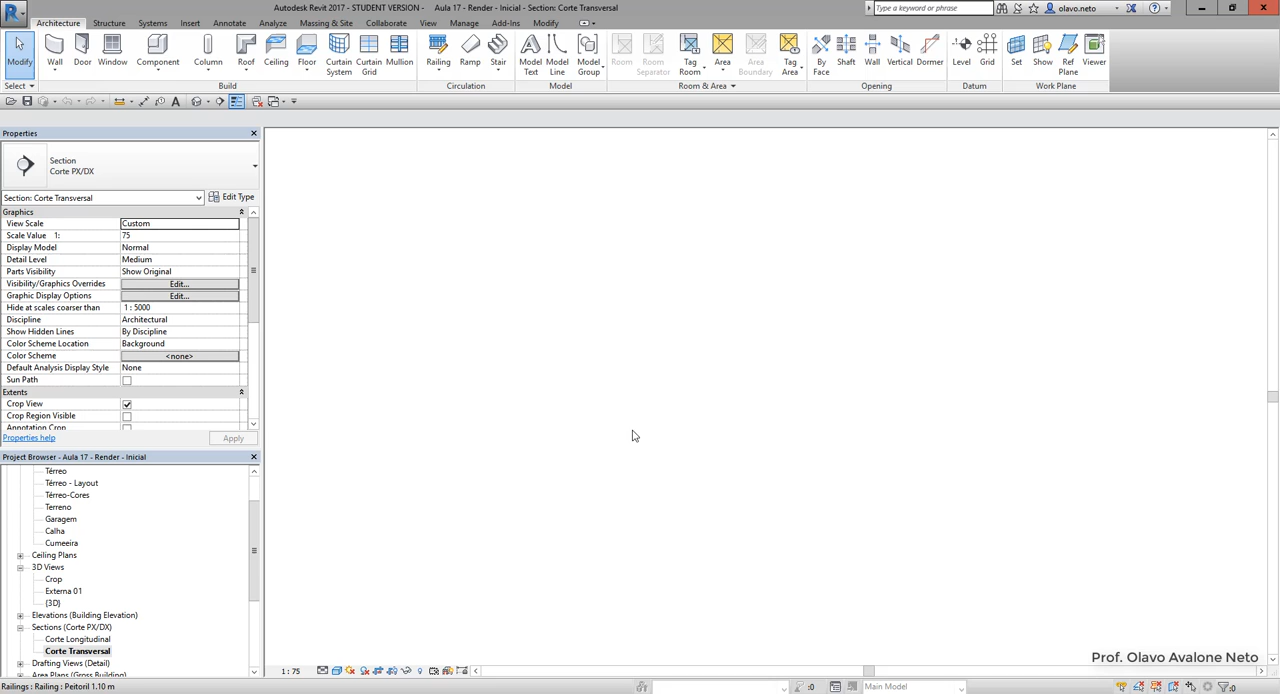 Autodesk Revit 2017 - STUDENT VERSION - Aula 17 - Render - Inicial - Section: Corte Transversal
Type a keyword or phrase
olavo.neto
Architecture Structure Systems Insert Annotate Analyze Massing & Site Collaborate View Manage Add-Ins Modify
Modify Wall Door Window Component Column Roof Ceiling Floor Curtain System Curtain Grid Mullion Railing Ramp Stair Model Text Model Line Model Group Room Room Separator Tag Room Area Area Boundary Tag Area By Face Shaft Wall Vertical Dormer Level Grid Set Show Ref Plane Viewer
Select Build Circulation Model Room & Area Opening Datum Work Plane
Properties
Section
Corte PX/DX
Section: Corte Transversal Edit Type
Graphics
View Scale Custom
Scale Value 1: 75
Display Model Normal
Detail Level Medium
Parts Visibility Show Original
Visibility/Graphics Overrides Edit...
Graphic Display Options Edit...
Hide at scales coarser than 1 : 5000
Discipline Architectural
Show Hidden Lines By Discipline
Color Scheme Location Background
Color Scheme <none>
Default Analysis Display Style None
Sun Path
Extents
Crop View
Crop Region Visible
Annotation Crop
Properties help Apply
Project Browser - Aula 17 - Render - Inicial
Térreo
Térreo - Layout
Térreo-Cores
Terreno
Garagem
Calha
Cumeeira
Ceiling Plans
3D Views
Crop
Externa 01
{3D}
Elevations (Building Elevation)
Sections (Corte PX/DX)
Corte Longitudinal
Corte Transversal
Drafting Views (Detail)
Area Plans (Gross Building)
1 : 75
Prof. Olavo Avalone Neto
Railings : Railing : Peitoril 1.10 m
:0
Main Model
:0